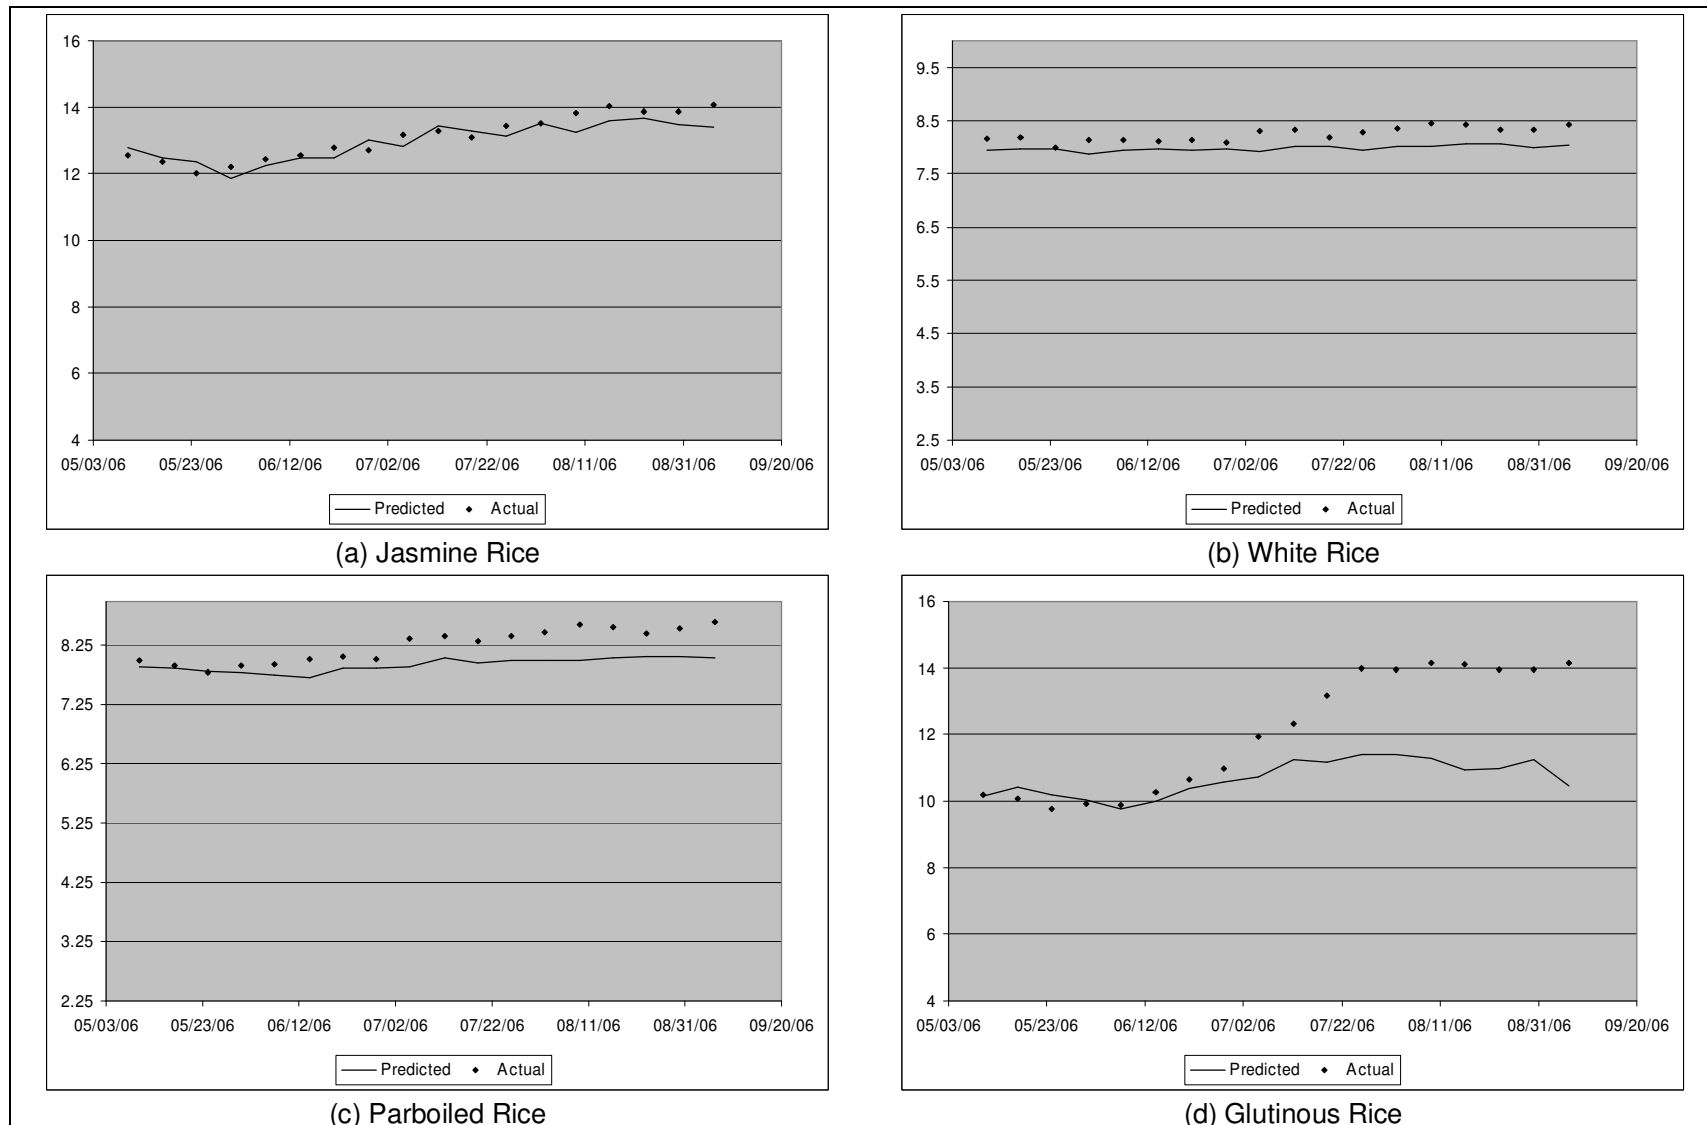 16
14
12
10
8
6
4
05/03/06 05/23/06 06/12/06 07/02/06 07/22/06 08/11/06 08/31/06 09/20/06
Predicted Actual
(a) Jasmine Rice
9.5
8.5
7.5
6.5
5.5
4.5
3.5
2.5
05/03/06 05/23/06 06/12/06 07/02/06 07/22/06 08/11/06 08/31/06 09/20/06
Predicted Actual
(b) White Rice
8.25
7.25
6.25
5.25
4.25
3.25
2.25
05/03/06 05/23/06 06/12/06 07/02/06 07/22/06 08/11/06 08/31/06 09/20/06
Predicted Actual
(c) Parboiled Rice
16
14
12
10
8
6
4
05/03/06 05/23/06 06/12/06 07/02/06 07/22/06 08/11/06 08/31/06 09/20/06
Predicted Actual
(d) Glutinous Rice